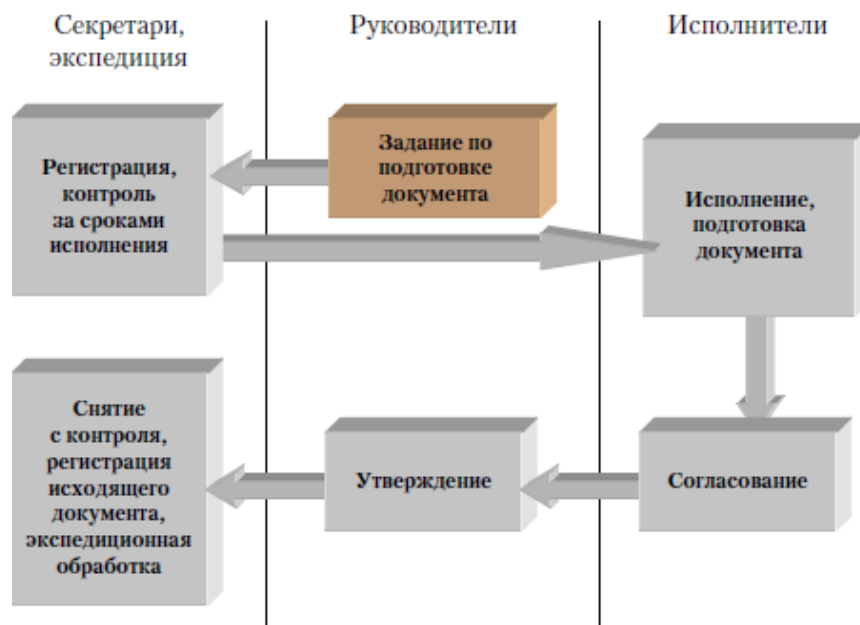 Секретари,
экспедиция
Руководители
Исполнители
Регистрация,
контроль
за сроками
исполнения
Задание по
подготовке
документа
Исполнение,
подготовка
документа
Снятие
с контроля,
регистрация
исходящего
документа,
экспедиционная
обработка
Утверждение
Согласование